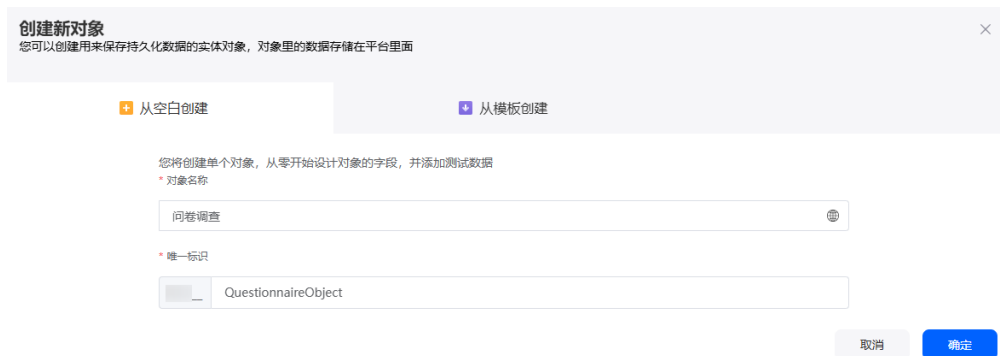 创建新对象
您可以创建用来保存持久化数据的实体对象，对象里的数据存储在平台里面
从空白创建
从模板创建
您将创建单个对象，从零开始设计对象的字段，并添加测试数据
* 对象名称
问卷调查
* 唯一标识
__ QuestionnaireObject
取消
确定